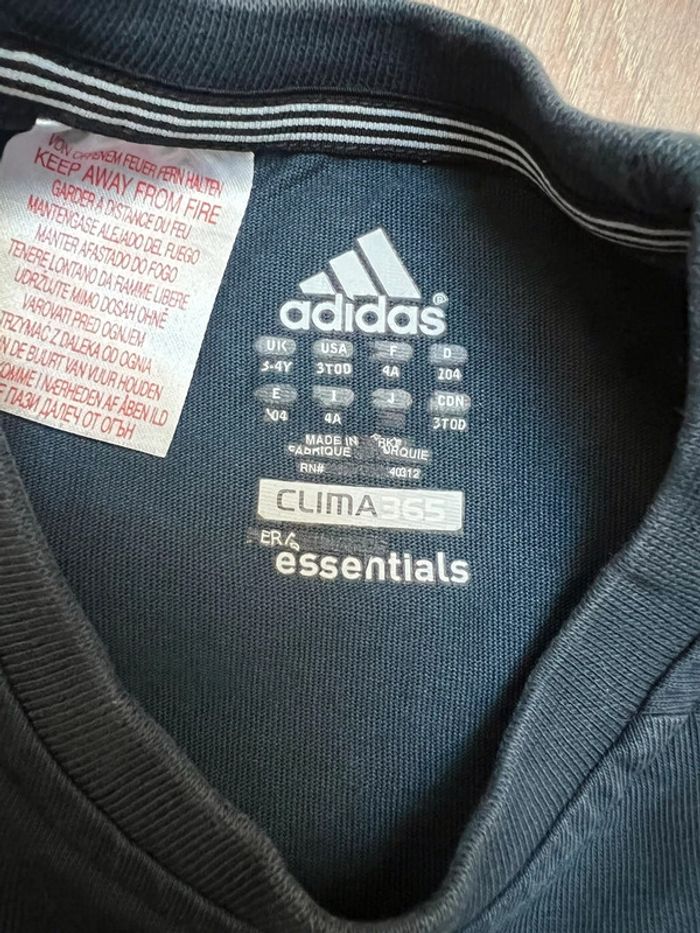 VON OFFENEM FEUER FERN HALTEN
KEEP AWAY FROM FIRE
GARDER A DISTANCE DU FEU
MANTENGASE ALEJADO DEL FUEGO
MANTER AFASTADO DO FOGO
TENERE LONTANO DA FIAMME LIBERE
UDRŽUJTE MIMO DOSAH OHNĚ
VAROVATI PRED OGNJEM
TRZYMAĆ Z DALEKA OD OGNIA
DE BUURT VAN VUUR HOUDEN
KOMME I NÆRHEDEN AF ÅBEN ILD
ПАЗИ ДАЛЕЧ ОТ ОГЪН
adidas®
UK USA F D
3-4Y 3TOD 4A 104
E I J CDN
104 4A 3TOD
MADE IN
FABRIQUE TURQUIE
RN# 40312
CLIMA365
essentials